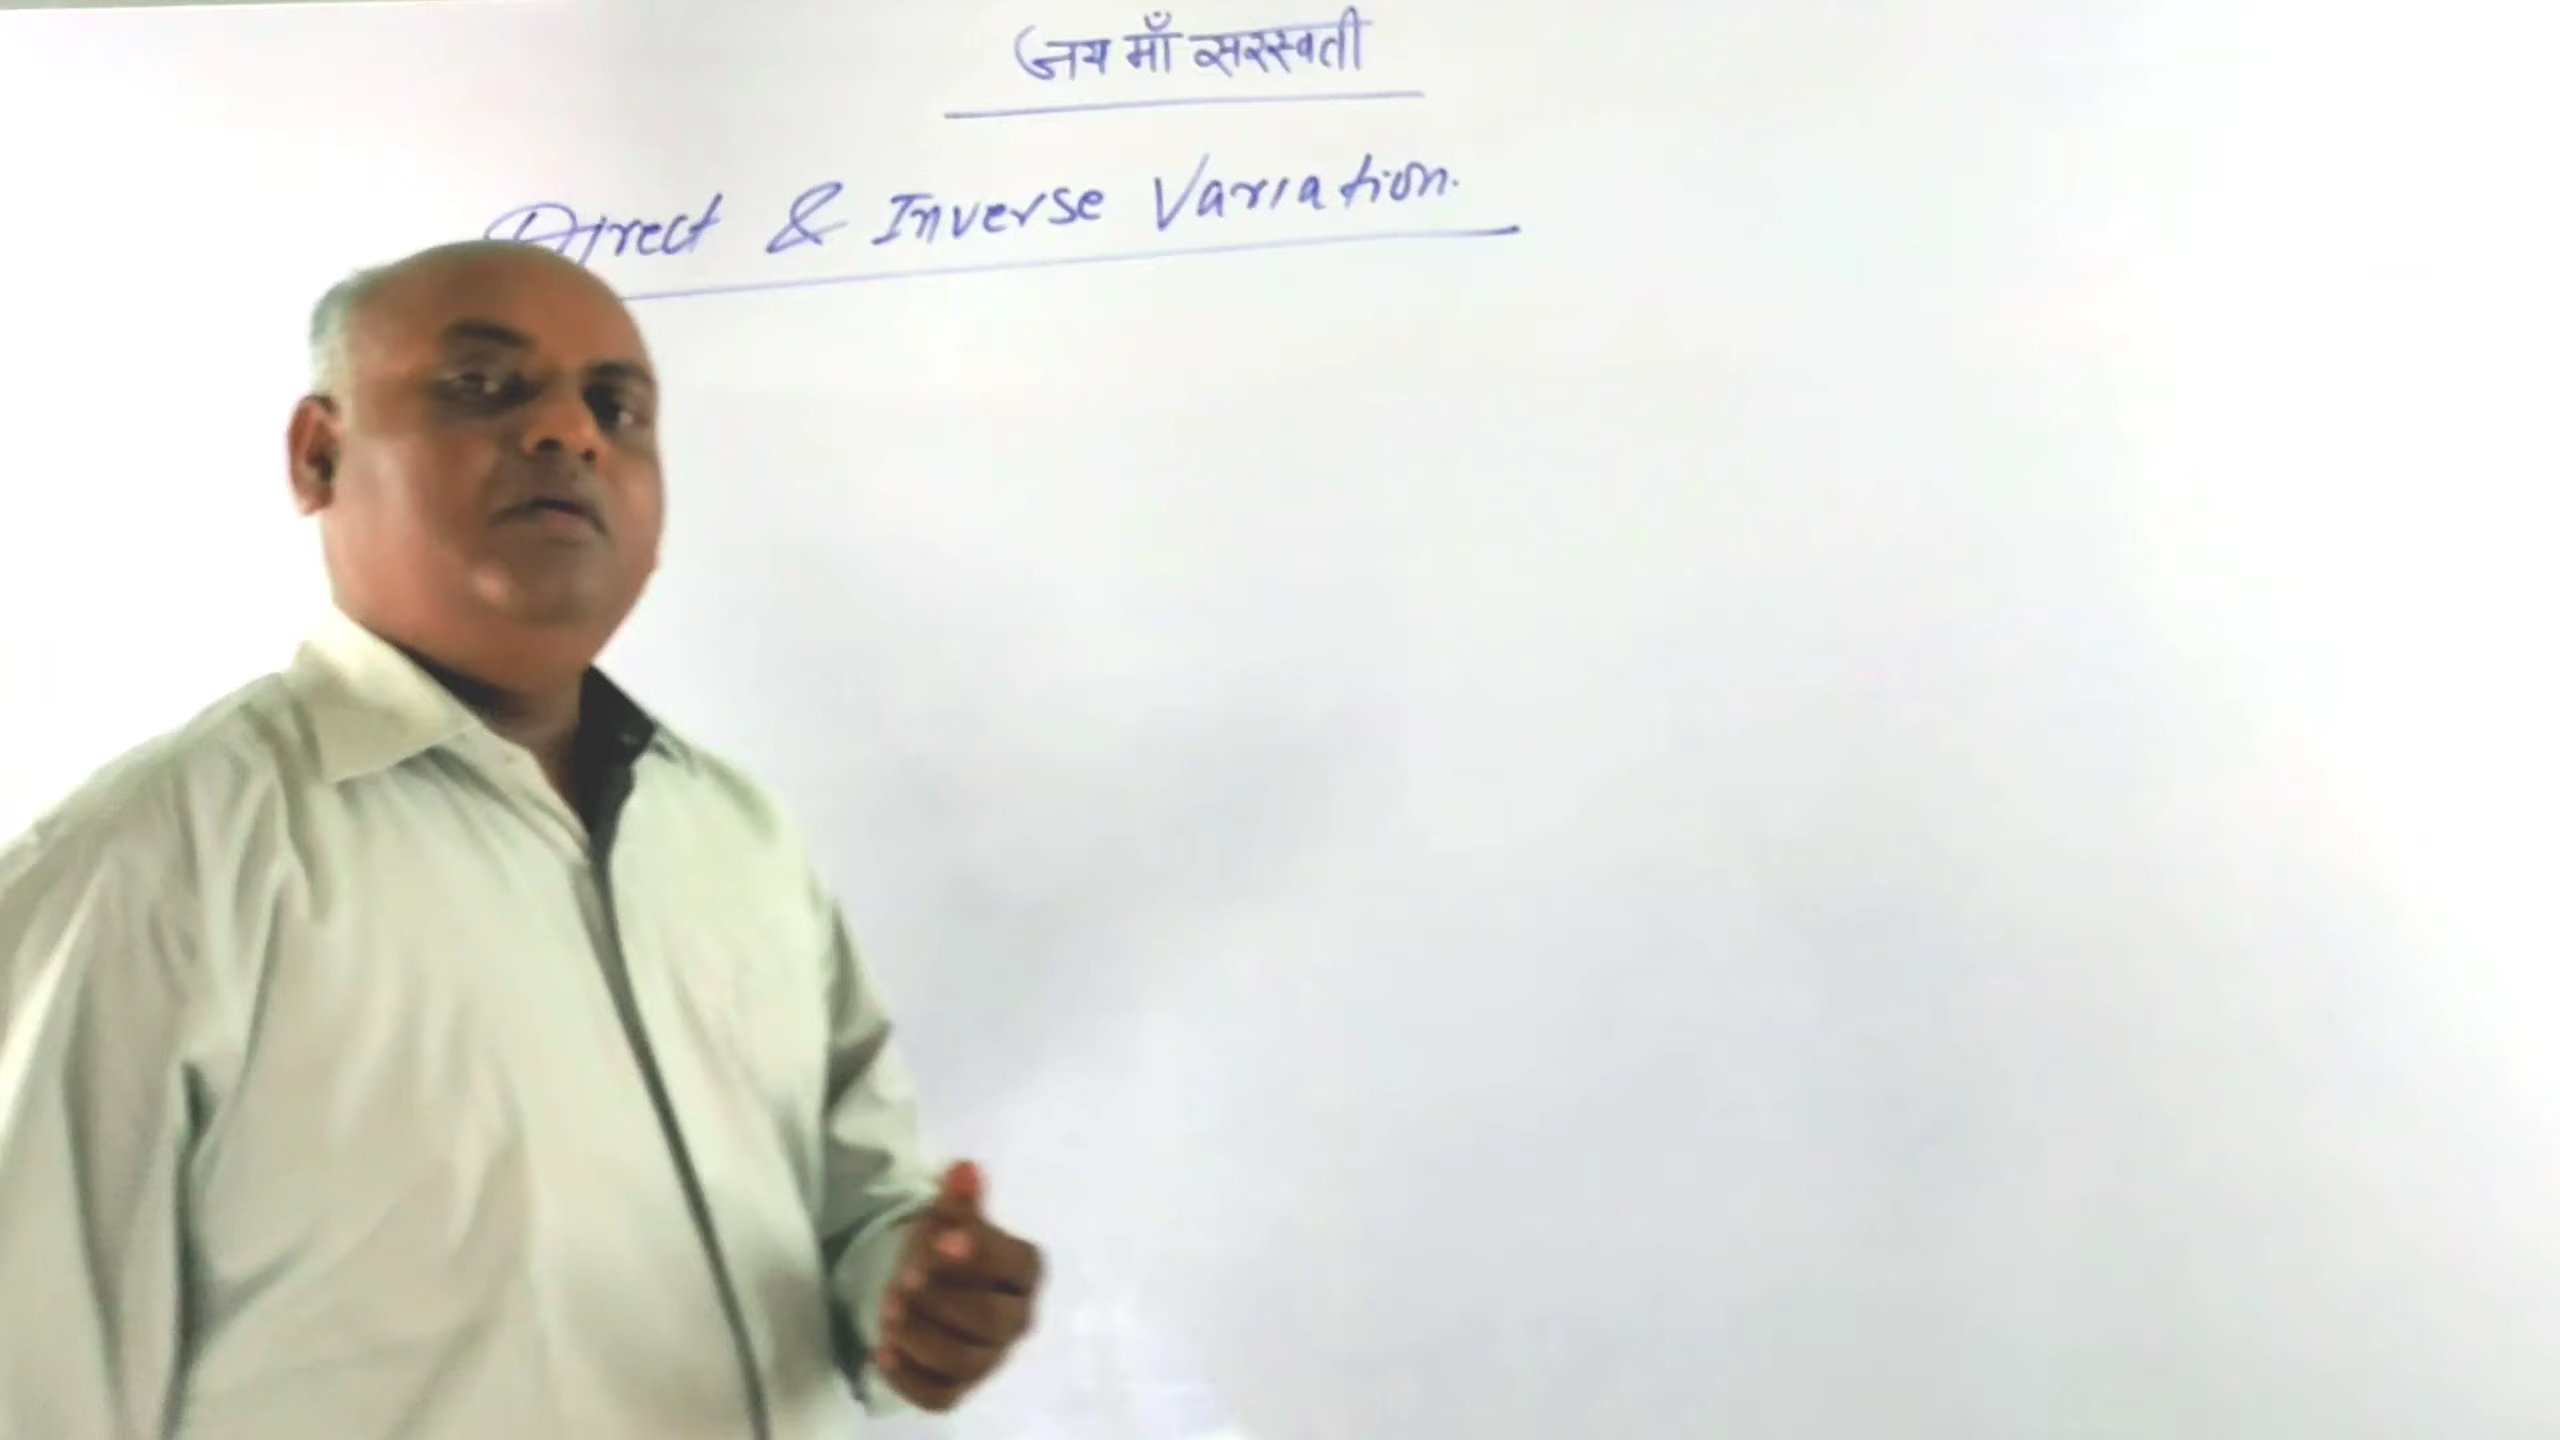 जय माँ सरस्वती
Direct & Inverse Variation.